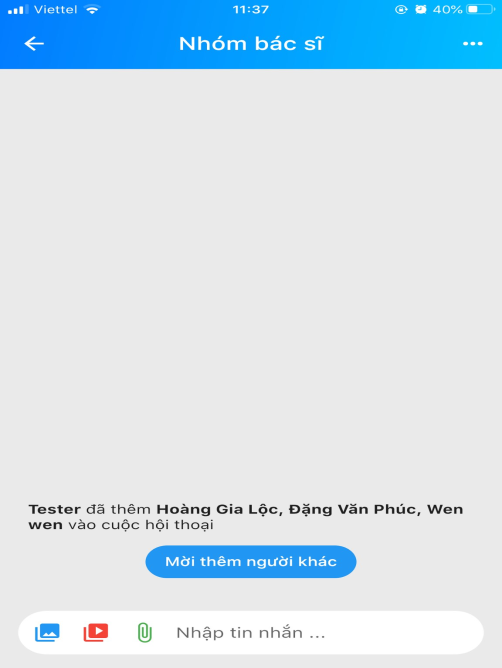 Viettel 11:37 40%
Nhóm bác sĩ
Tester đã thêm Hoàng Gia Lộc, Đặng Văn Phúc, Wen
wen vào cuộc hội thoại
Mời thêm người khác
Nhập tin nhắn ...